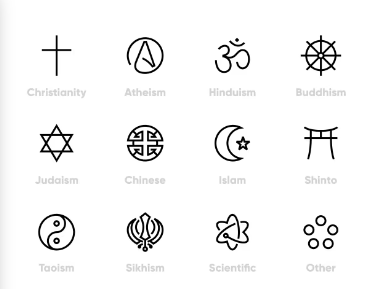 Christianity Atheism Hinduism Buddhism
Judaism Chinese Islam Shinto
Taoism Sikhism Scientific Other